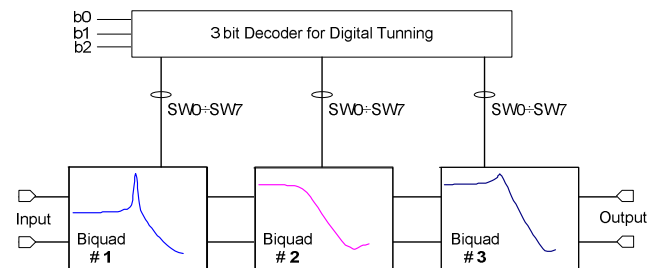 b0
b1
b2
3 bit Decoder for Digital Tunning
SW0÷SW7
SW0÷SW7
SW0÷SW7
Input
Output
Biquad
# 1
Biquad
# 2
Biquad
# 3